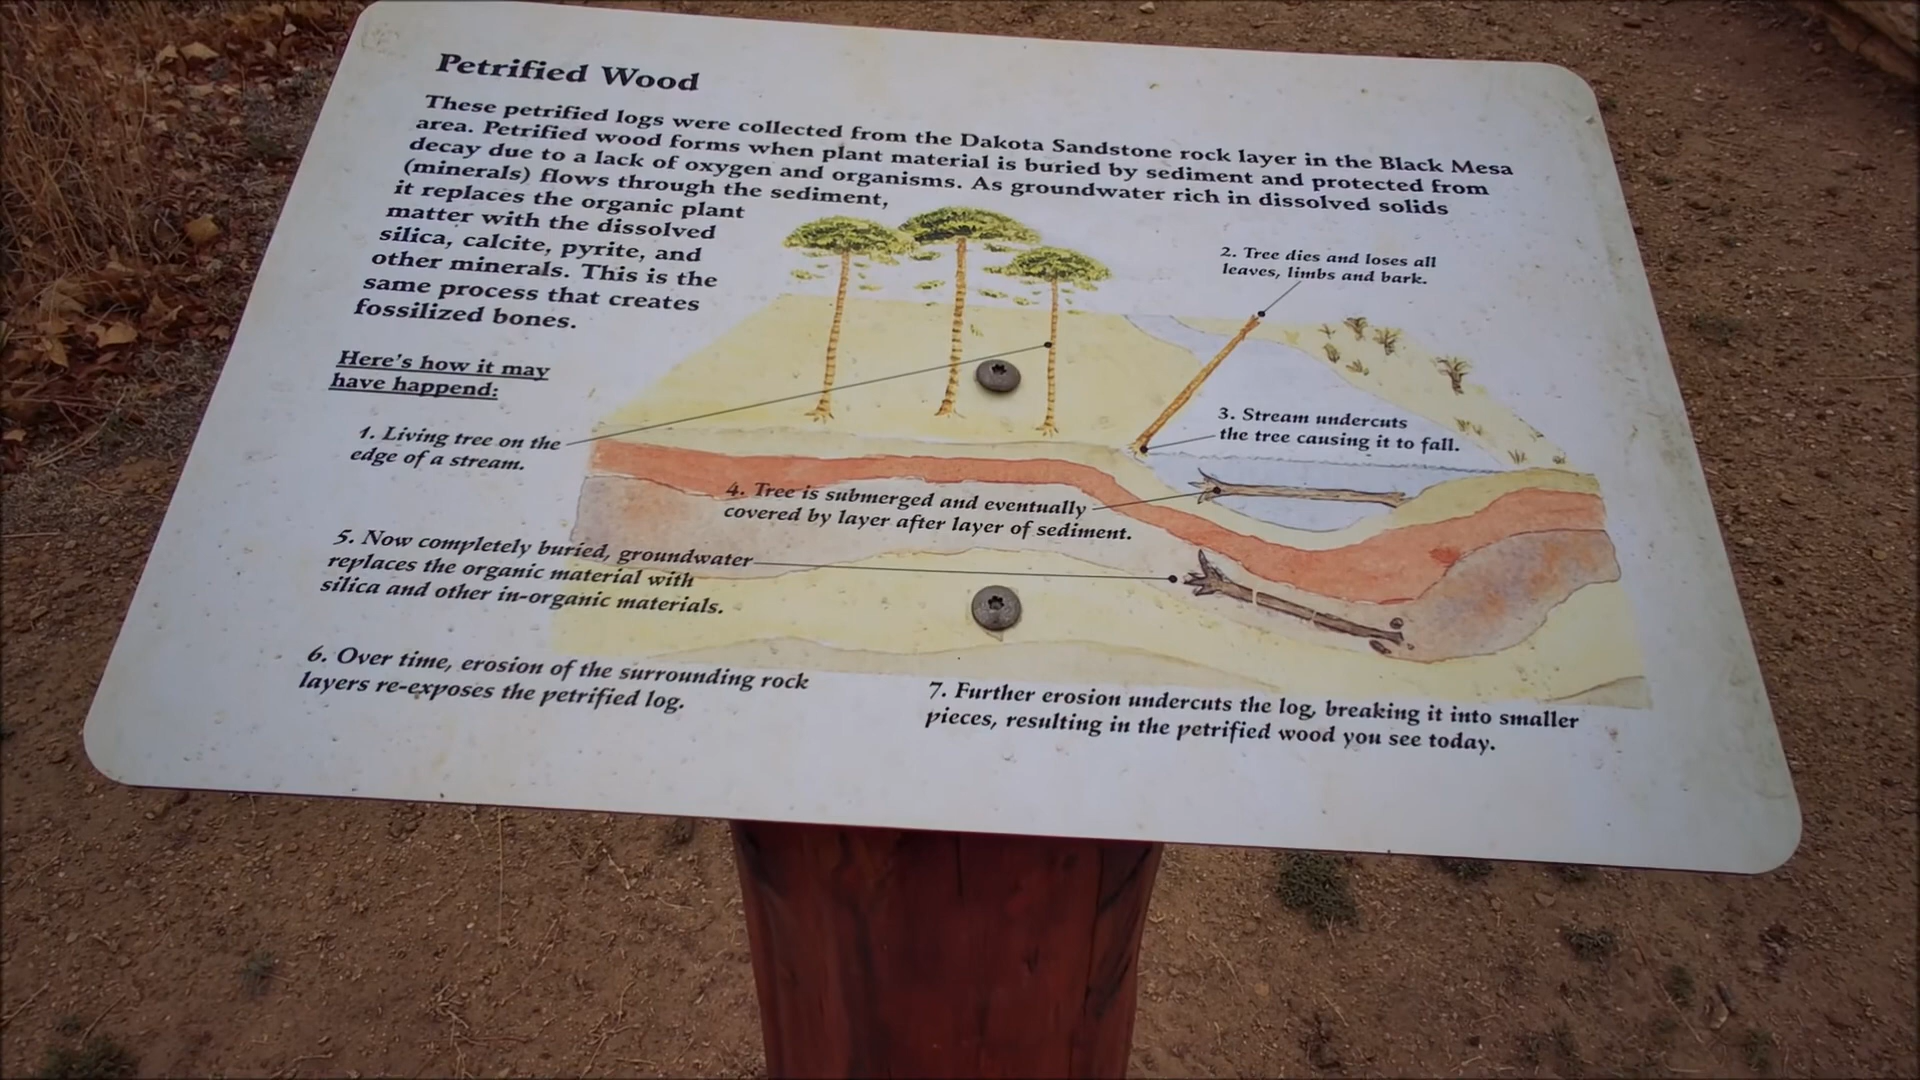 Petrified Wood
These petrified logs were collected from the Dakota Sandstone rock layer in the Black Mesa
area. Petrified wood forms when plant material is buried by sediment and protected from
decay due to a lack of oxygen and organisms. As groundwater rich in dissolved solids
(minerals) flows through the sediment,
it replaces the organic plant
matter with the dissolved
silica, calcite, pyrite, and
other minerals. This is the
same process that creates
fossilized bones.
Here's how it may
have happend:
1. Living tree on the
edge of a stream.
2. Tree dies and loses all
leaves, limbs and bark.
3. Stream undercuts
the tree causing it to fall.
4. Tree is submerged and eventually
covered by layer after layer of sediment.
5. Now completely buried, groundwater
replaces the organic material with
silica and other in-organic materials.
6. Over time, erosion of the surrounding rock
layers re-exposes the petrified log.
7. Further erosion undercuts the log, breaking it into smaller
pieces, resulting in the petrified wood you see today.